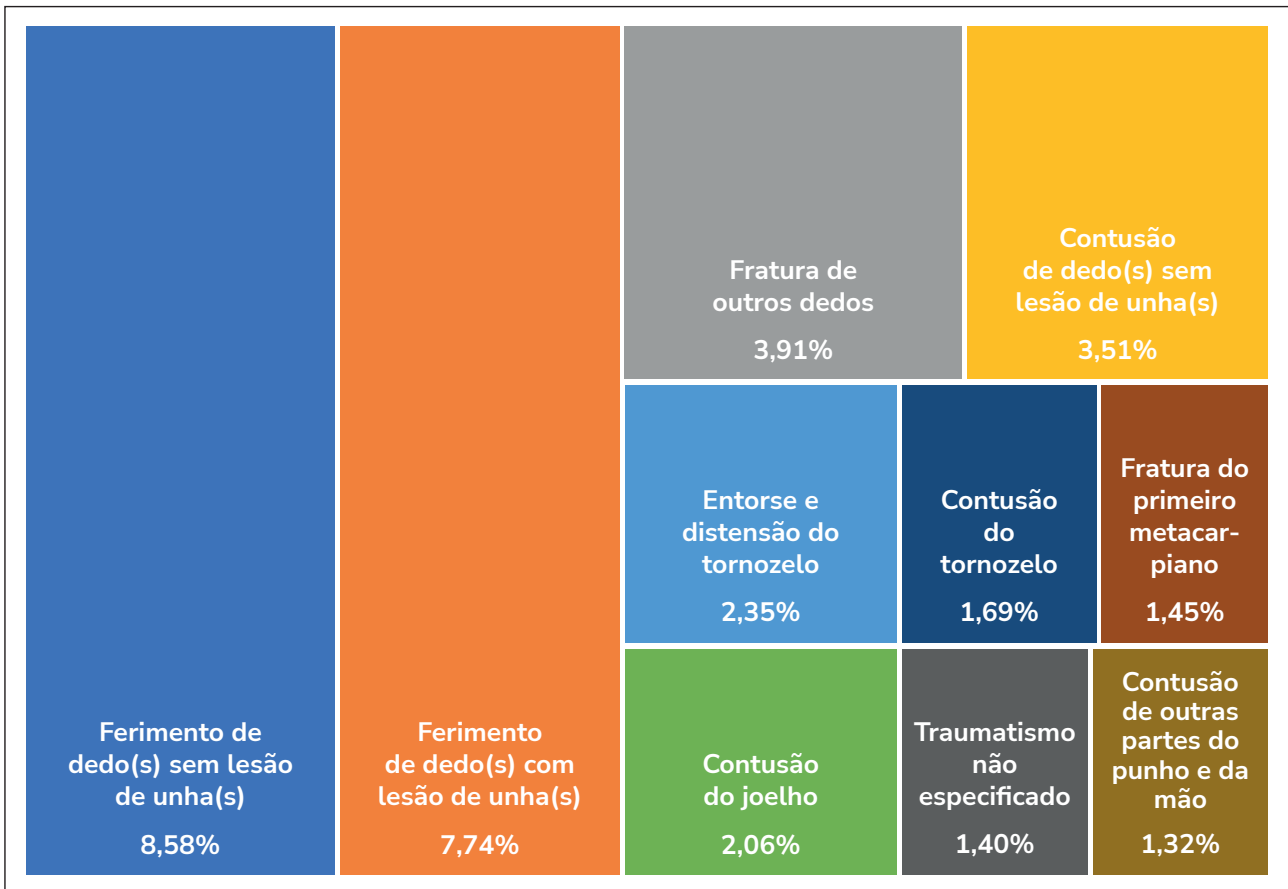 Ferimento de
dedo(s) sem lesão
de unha(s)
8,58%
Ferimento
de dedo(s) com
lesão de unha(s)
7,74%
Fratura de
outros dedos
3,91%
Contusão
de dedo(s) sem
lesão de unha(s)
3,51%
Entorse e
distensão do
tornozelo
2,35%
Contusão
do
tornozelo
1,69%
Fratura do
primeiro
metacar-
piano
1,45%
Contusão
do joelho
2,06%
Traumatismo
não
especificado
1,40%
Contusão
de outras
partes do
punho e da
mão
1,32%